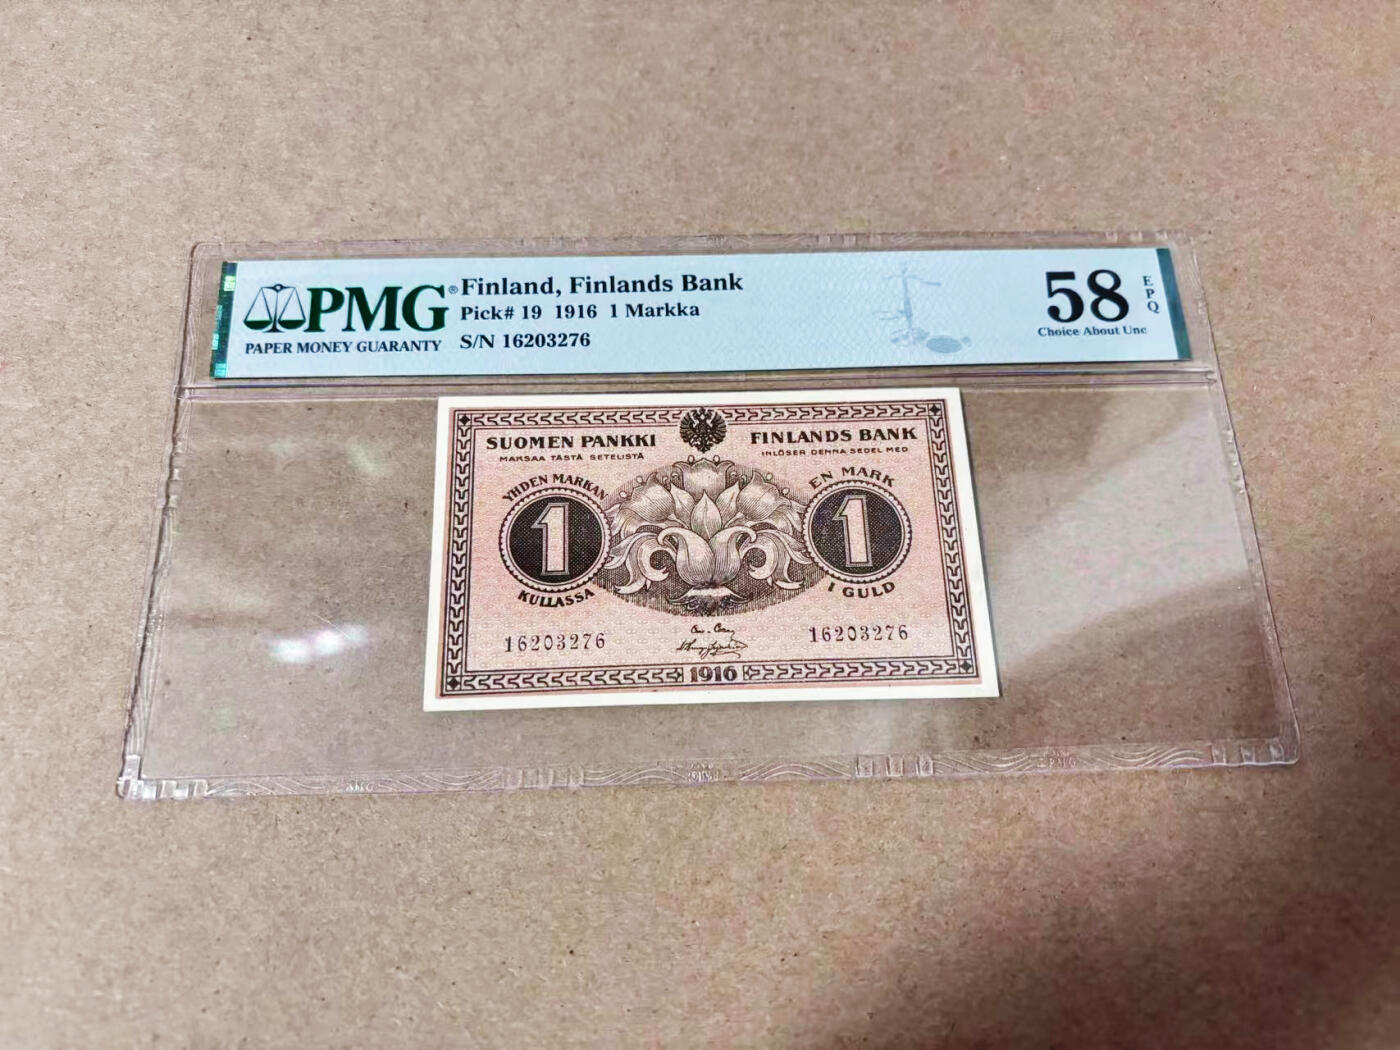 PMG®
PAPER MONEY GUARANTY
Finland, Finlands Bank
Pick# 19 1916 1 Markka
S/N 16203276
58
EPQ
Choice About Unc
SUOMEN PANKKI
MAKSAA TÄSTÄ SETELISTÄ
FINLANDS BANK
INLÖSER DENNA SEDEL MED
YHDEN MARKAN
1
KULLASSA
EN MARK
1
I GULD
16203276
16203276
1916
PMG